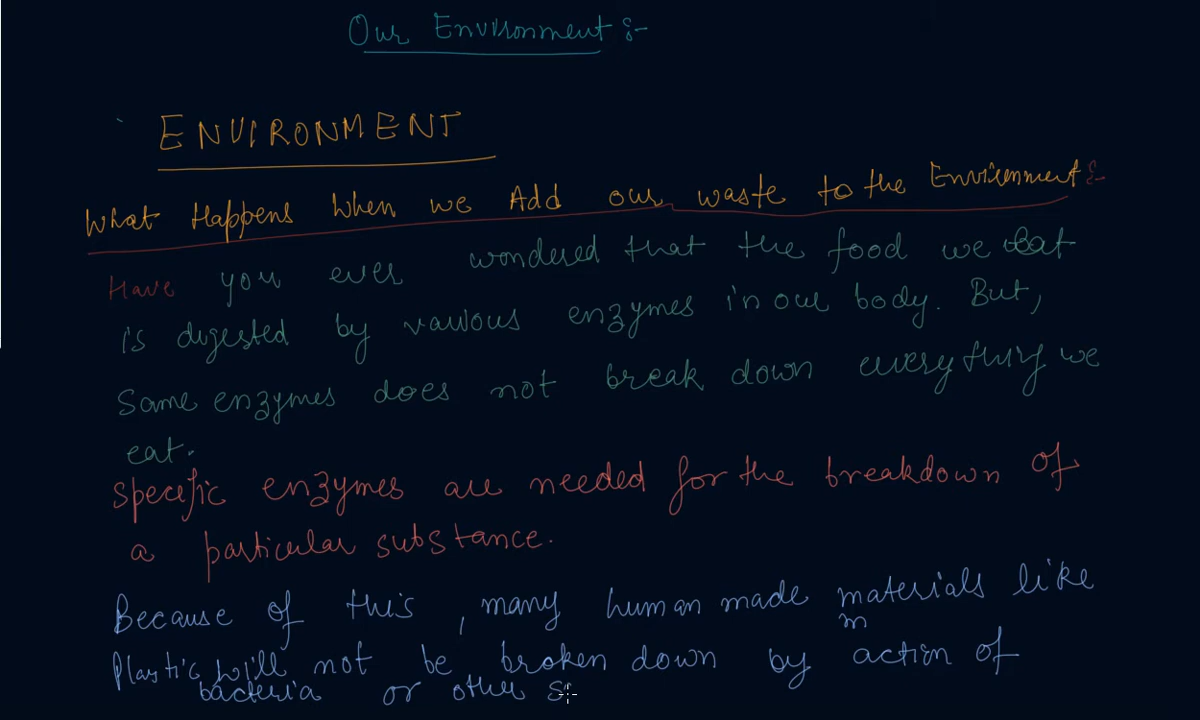 Our Environment :-
ENVIRONMENT
What Happens When we Add our waste to the Environment :-
Have you ever wondered that the food we eat
is digested by various enzymes in our body. But,
Same enzymes does not break down everything we
eat.
Specific enzymes are needed for the breakdown of
a particular substance.
Because of this, many human made materials like
m
Plastic will not be broken down by action of
bacteria or other s